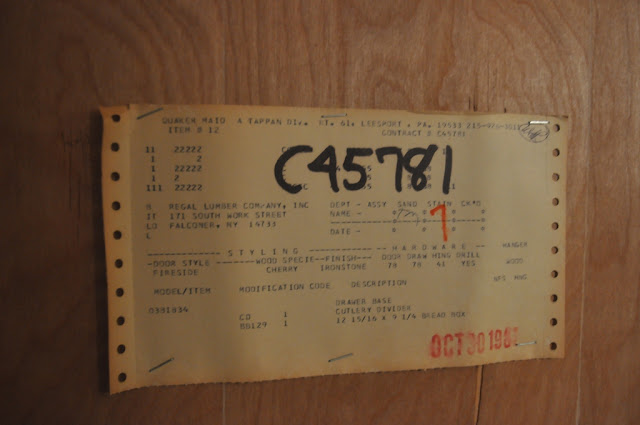 QUAKER MAID A TAPPAN DIV. RT. 61, LEESPORT, PA. 19533
ITEM # 12 CONTRACT # C45781
11 22222
1 2
1 22222
1 2
111 22222
C45781
REGAL LUMBER COMPANY, INC DEPT - ASSY SAND STAIN CK*D
171 SOUTH WORK STREET NAME -
FALCONER, NY 14733
L DATE -
7
STYLING HARDWARE HANGER
DOOR STYLE WOOD SPECIE FINISH DOOR DRAW HING DRILL WOOD
FIRESIDE CHERRY IRONSTONE 78 78 41 YES
MODEL/ITEM MODIFICATION CODE DESCRIPTION HNG
DRAWER BASE
CD 1 CUTLERY DIVIDER
BB129 1 12 15/16 X 9 1/4 BREAD BOX
OCT 30 198